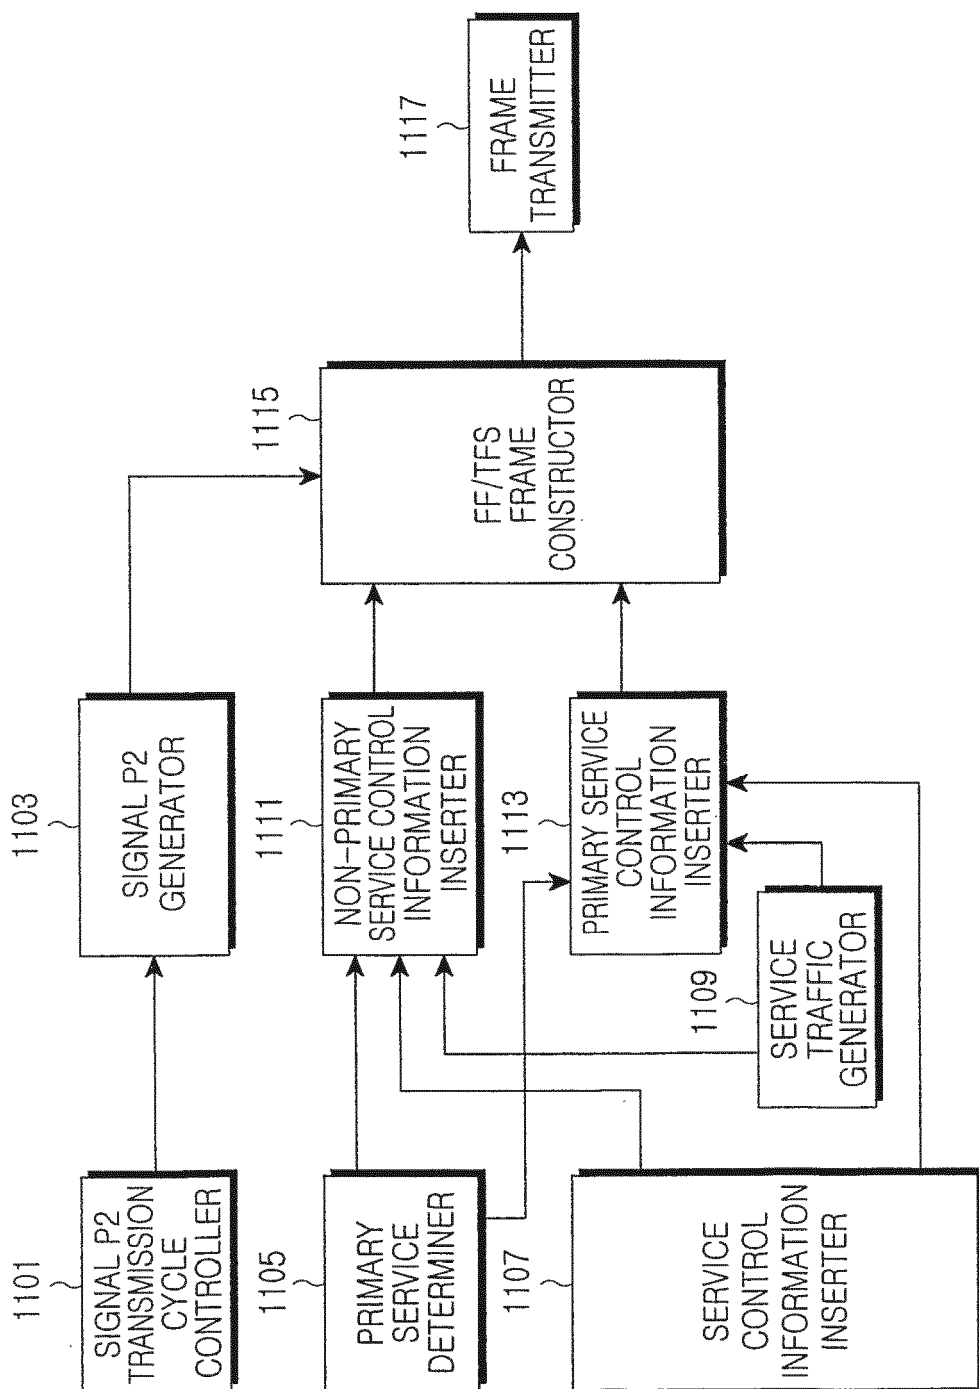 1101
SIGNAL P2
TRANSMISSION
CYCLE
CONTROLLER
1103
SIGNAL P2
GENERATOR
1105
PRIMARY
SERVICE
DETERMINER
1107
SERVICE
CONTROL
INFORMATION
INSERTER
1109
SERVICE
TRAFFIC
GENERATOR
1111
NON-PRIMARY
SERVICE CONTROL
INFORMATION
INSERTER
1113
PRIMARY SERVICE
CONTROL
INFORMATION
INSERTER
1115
FF/TFS
FRAME
CONSTRUCTOR
1117
FRAME
TRANSMITTER